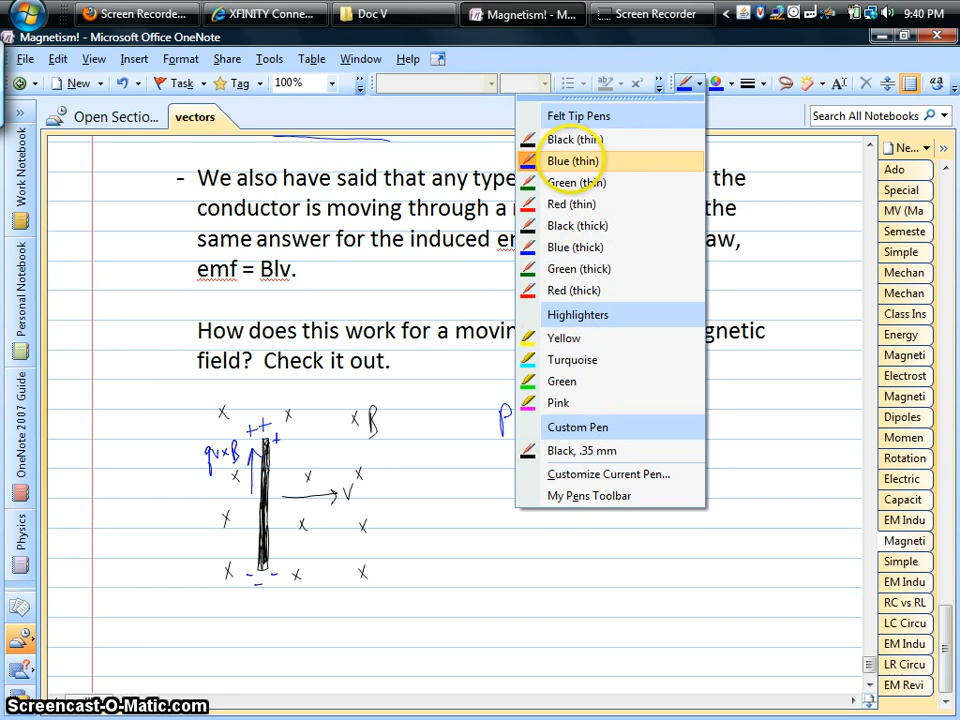 Screen Recorde...
XFINITY Conne...
Doc V
Magnetism! - M...
Screen Recorder
9:40 PM
Magnetism! - Microsoft Office OneNote
File Edit View Insert Format Share Tools Table Window Help
New Task Tag 100%
Open Sectio... vectors
Search All Notebooks
Work Notebook
Personal Notebook
OneNote 2007 Guide
Physics
- We also have said that any type
the
conductor is moving through a
the
same answer for the induced
aw,
emf = Blv.
How does this work for a movin
gnetic
field? Check it out.
x x x B
++
+
qvxB
x x x
V
x x x
x x x
- - -
P
Felt Tip Pens
Black (thin)
Blue (thin)
Green (thin)
Red (thin)
Black (thick)
Blue (thick)
Green (thick)
Red (thick)
Highlighters
Yellow
Turquoise
Green
Pink
Custom Pen
Black, .35 mm
Customize Current Pen...
My Pens Toolbar
Ne...
Ado
Special
MV (Ma
Semeste
Simple
Mechan
Mechan
Class Ins
Energy
Magneti
Electrost
Magneti
Dipoles
Momen
Rotation
Electric
Capacit
EM Indu
Magneti
Simple
EM Indu
RC vs RL
LC Circu
EM Indu
LR Circu
EM Revi
Screencast-O-Matic.com